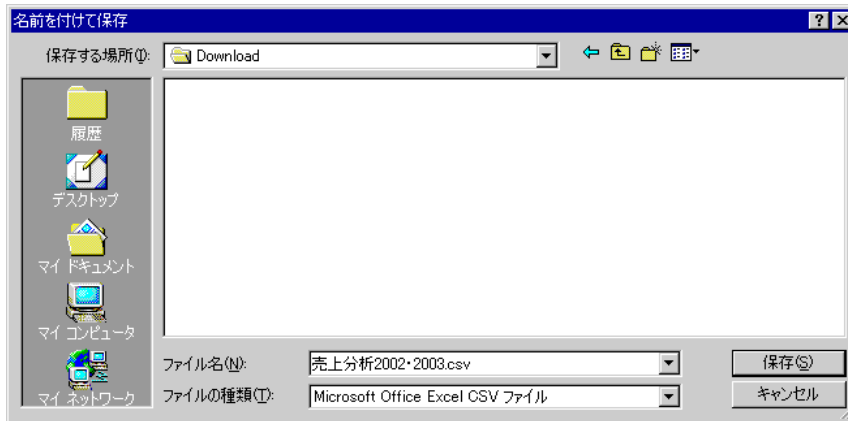 名前を付けて保存
保存する場所(I):
Download
履歴
デスクトップ
マイ ドキュメント
マイ コンピュータ
マイ ネットワーク
ファイル名(N):
売上分析2002・2003.csv
保存(S)
ファイルの種類(T):
Microsoft Office Excel CSV ファイル
キャンセル